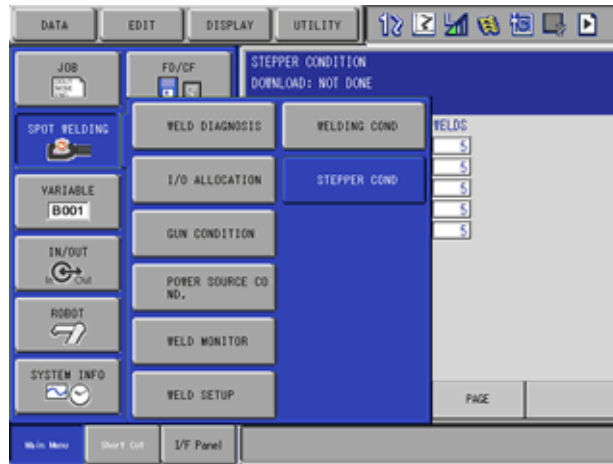 DATA
EDIT
DISPLAY
UTILITY
JOB
FD/CF
STEPPER CONDITION
DOWNLOAD: NOT DONE
SPOT WELDING
WELD DIAGNOSIS
WELDING COND
WELDS
5
I/O ALLOCATION
STEPPER COND
5
VARIABLE
B001
5
GUN CONDITION
5
5
IN/OUT
In Out
POWER SOURCE CO
ND.
ROBOT
WELD MONITOR
SYSTEM INFO
WELD SETUP
PAGE
Main Menu
Short Cut
I/F Panel